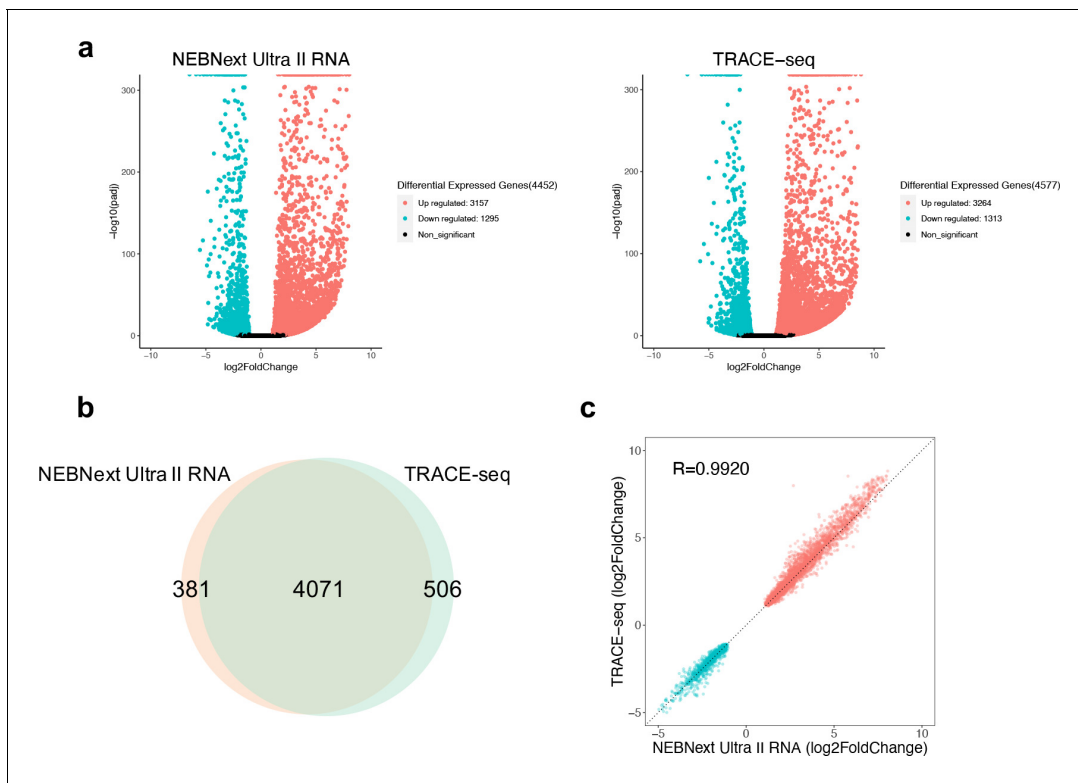 a
NEBNext Ultra II RNA
300
200
100
0
−log10(padj)
−10
−5
0
5
10
log2FoldChange
Differential Expressed Genes(4452)
Up regulated: 3157
Down regulated: 1295
Non_significant
TRACE−seq
300
200
100
0
−log10(padj)
−10
−5
0
5
10
log2FoldChange
Differential Expressed Genes(4577)
Up regulated: 3264
Down regulated: 1313
Non_significant
b
NEBNext Ultra II RNA
TRACE-seq
381
4071
506
c
R=0.9920
10
5
0
−5
TRACE−seq (log2FoldChange)
−5
0
5
10
NEBNext Ultra II RNA (log2FoldChange)